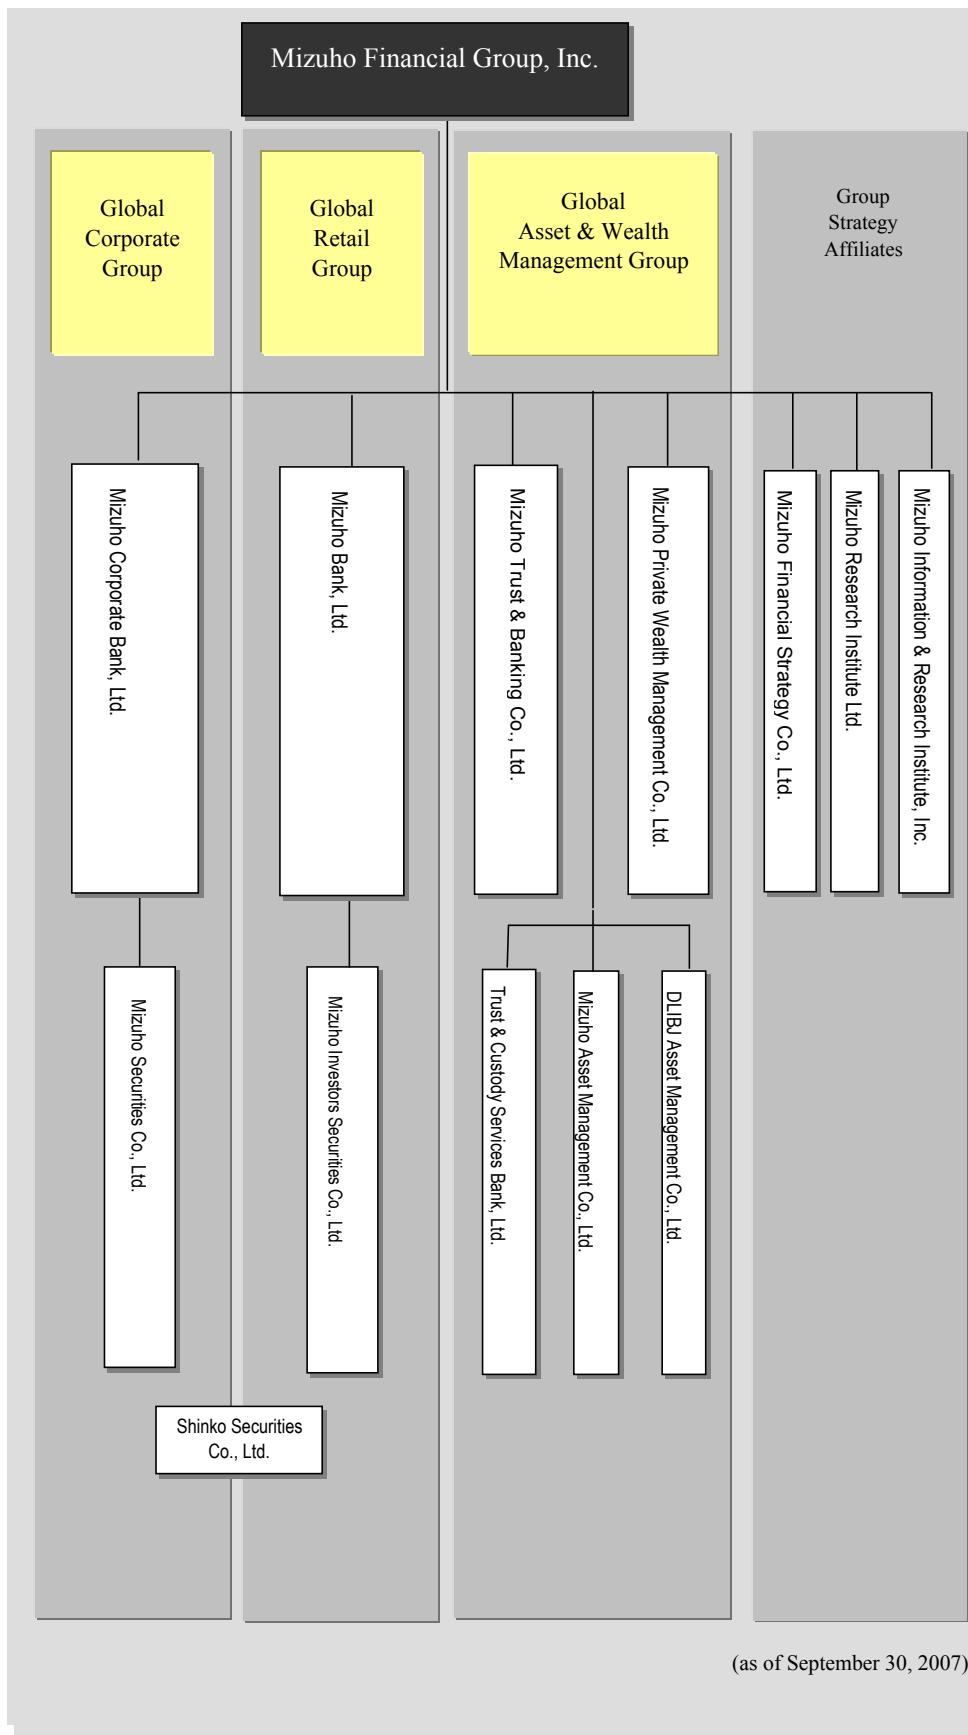 Mizuho Financial Group, Inc.
Global
Corporate
Group
Global
Retail
Group
Global
Asset & Wealth
Management Group
Group
Strategy
Affiliates
Mizuho Corporate Bank, Ltd.
Mizuho Bank, Ltd.
Mizuho Trust & Banking Co., Ltd.
Mizuho Private Wealth Management Co., Ltd.
Mizuho Financial Strategy Co., Ltd.
Mizuho Research Institute Ltd.
Mizuho Information & Research Institute, Inc.
Mizuho Securities Co., Ltd.
Mizuho Investors Securities Co., Ltd.
Trust & Custody Services Bank, Ltd.
Mizuho Asset Management Co., Ltd.
DLIBJ Asset Management Co., Ltd.
Shinko Securities
Co., Ltd.
(as of September 30, 2007)